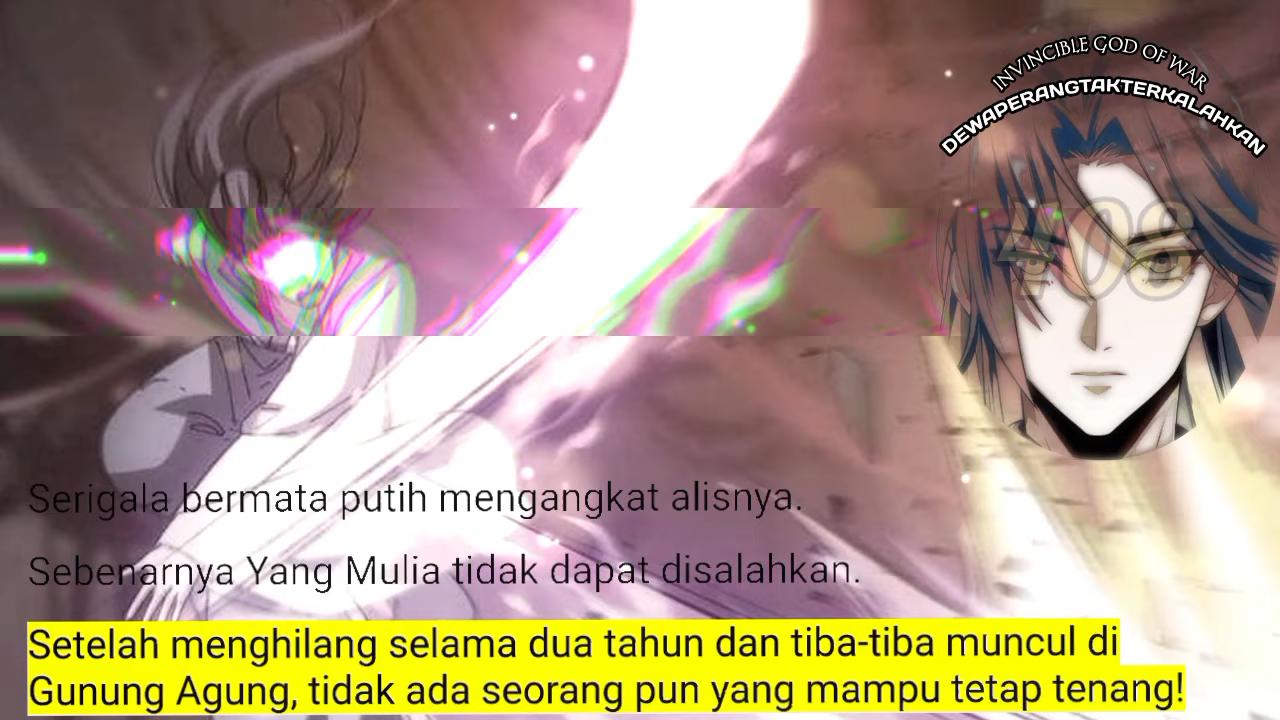 INVINCIBLE GOD OF WAR
DEWAPERANGTAKTERKALAHKAN
408
Serigala bermata putih mengangkat alisnya.
Sebenarnya Yang Mulia tidak dapat disalahkan.
Setelah menghilang selama dua tahun dan tiba-tiba muncul di
Gunung Agung, tidak ada seorang pun yang mampu tetap tenang!